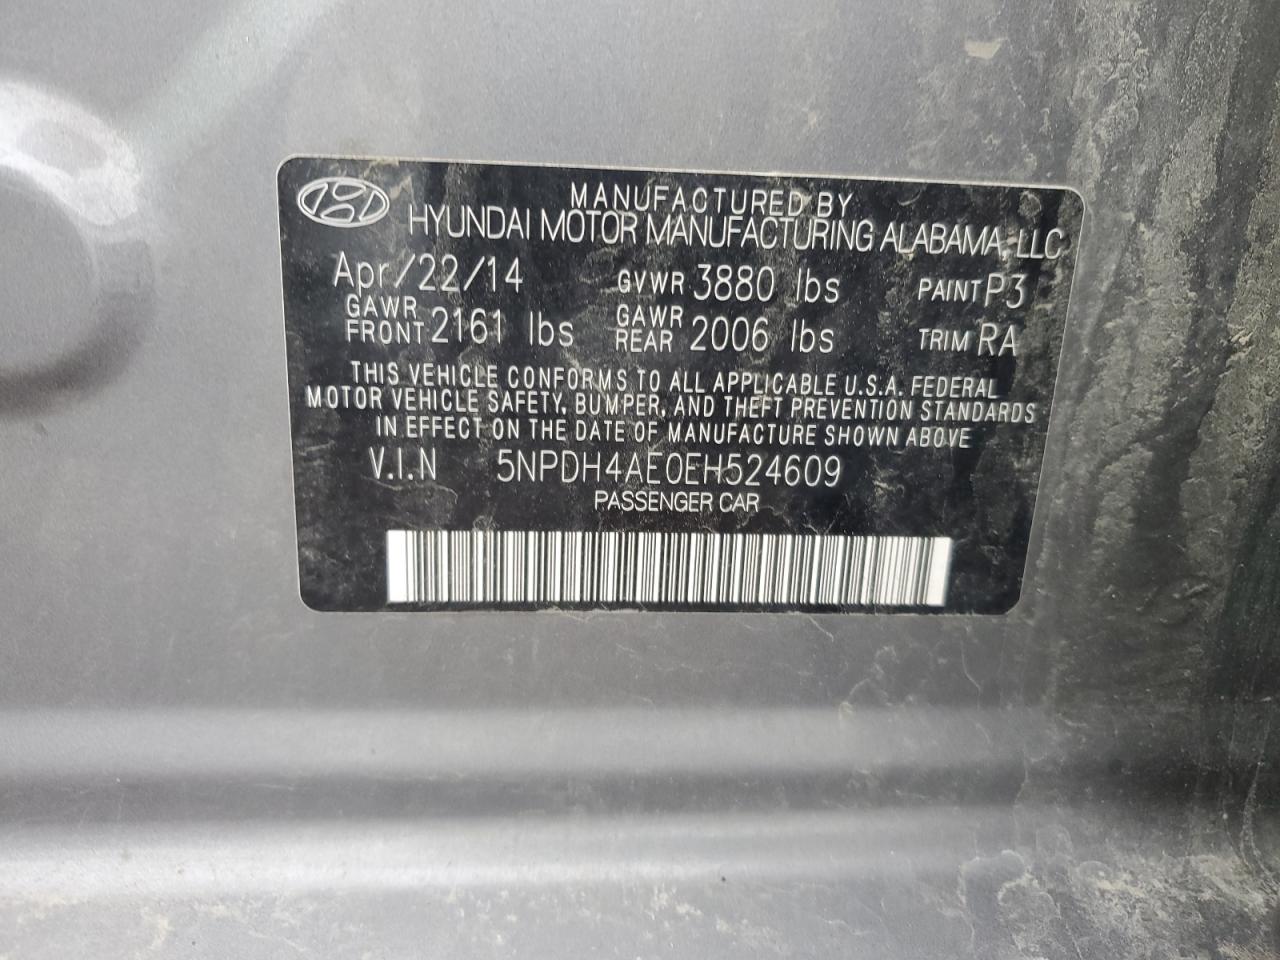 MANUFACTURED BY
HYUNDAI MOTOR MANUFACTURING ALABAMA, LLC
Apr/22/14 GVWR 3880 lbs PAINT P3
GAWR FRONT 2161 lbs GAWR REAR 2006 lbs TRIM RA
THIS VEHICLE CONFORMS TO ALL APPLICABLE U.S.A. FEDERAL
MOTOR VEHICLE SAFETY, BUMPER, AND THEFT PREVENTION STANDARDS
IN EFFECT ON THE DATE OF MANUFACTURE SHOWN ABOVE
V.I.N 5NPDH4AE0EH524609
PASSENGER CAR